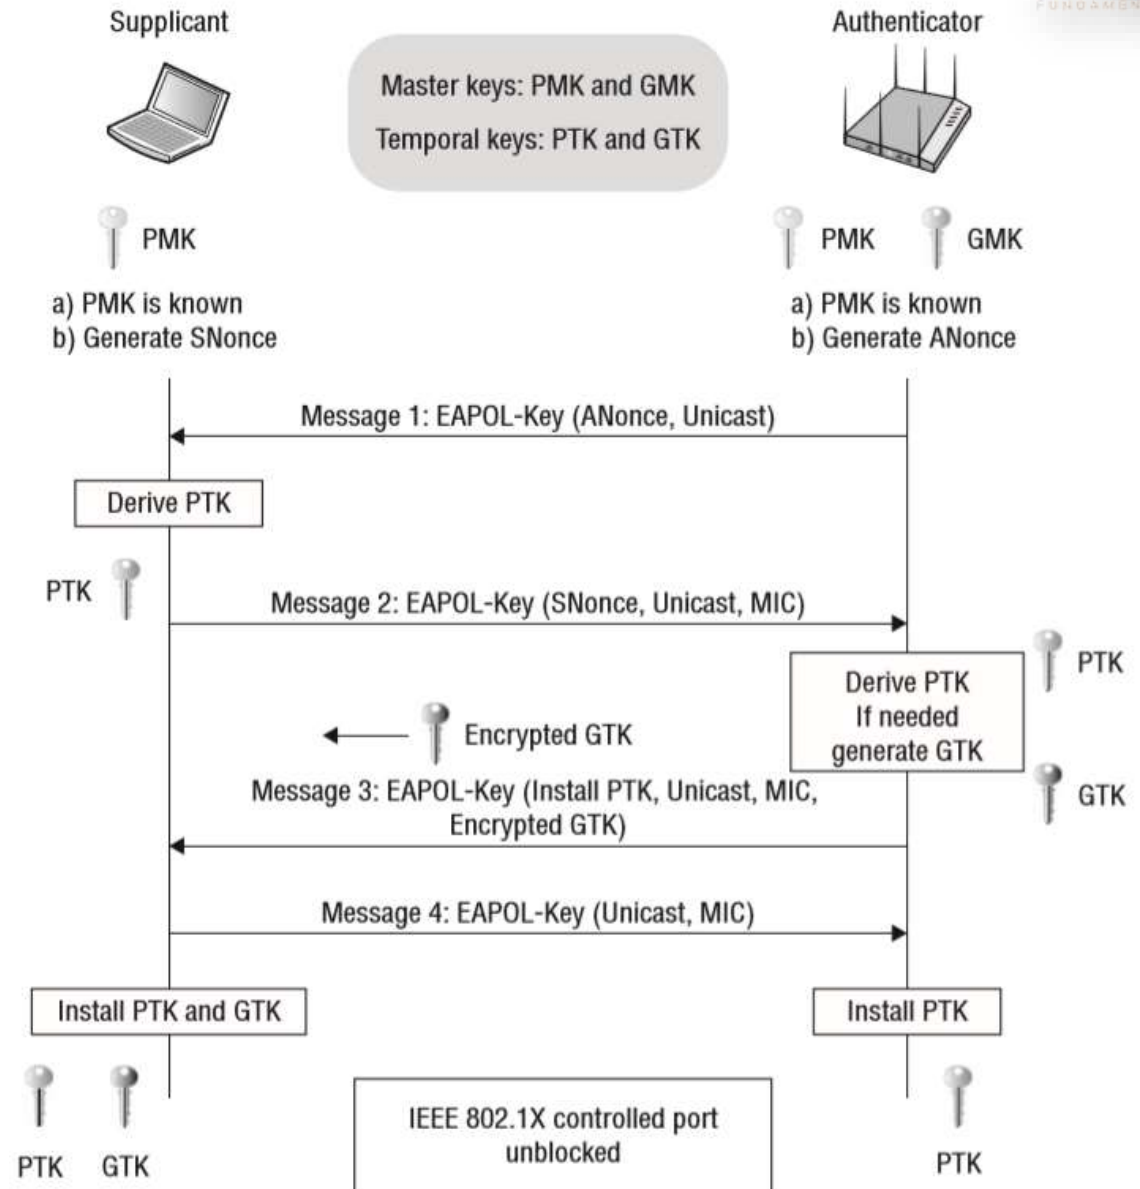 FUNDAMEN
Supplicant
Authenticator
Master keys: PMK and GMK
Temporal keys: PTK and GTK
PMK
PMK
GMK
a) PMK is known
b) Generate SNonce
a) PMK is known
b) Generate ANonce
Message 1: EAPOL-Key (ANonce, Unicast)
Derive PTK
PTK
Message 2: EAPOL-Key (SNonce, Unicast, MIC)
Derive PTK
If needed
generate GTK
PTK
Encrypted GTK
GTK
Message 3: EAPOL-Key (Install PTK, Unicast, MIC,
Encrypted GTK)
Message 4: EAPOL-Key (Unicast, MIC)
Install PTK and GTK
Install PTK
IEEE 802.1X controlled port
unblocked
PTK
GTK
PTK